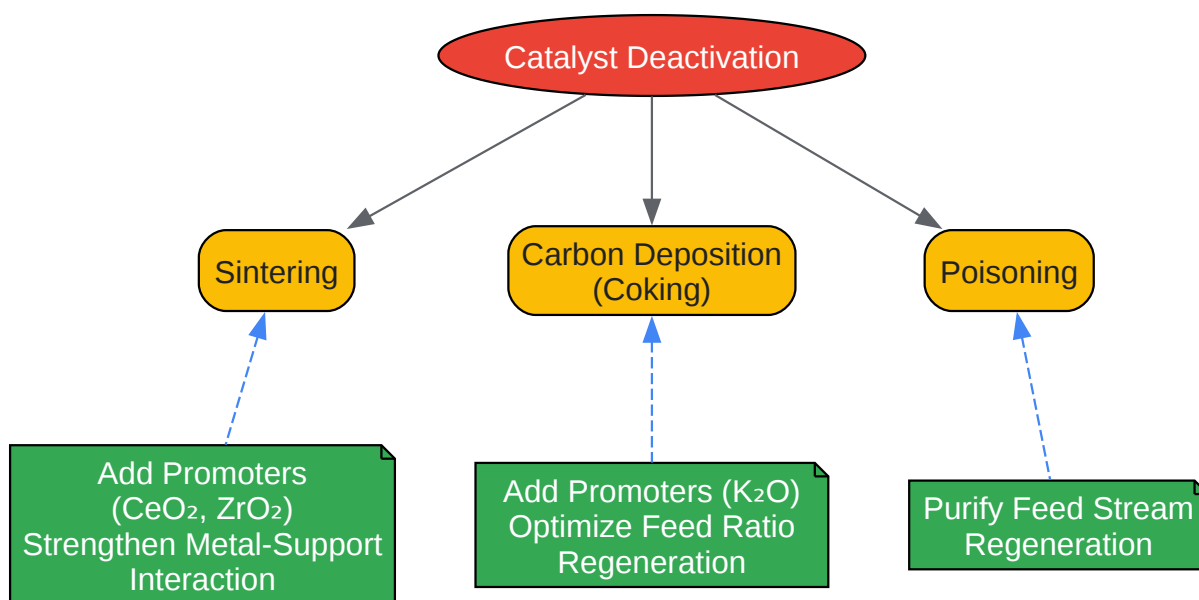 Catalyst Deactivation
Sintering
Carbon Deposition
(Coking)
Poisoning
Add Promoters
(CeO₂, ZrO₂)
Strengthen Metal-Support
Interaction
Add Promoters (K₂O)
Optimize Feed Ratio
Regeneration
Purify Feed Stream
Regeneration